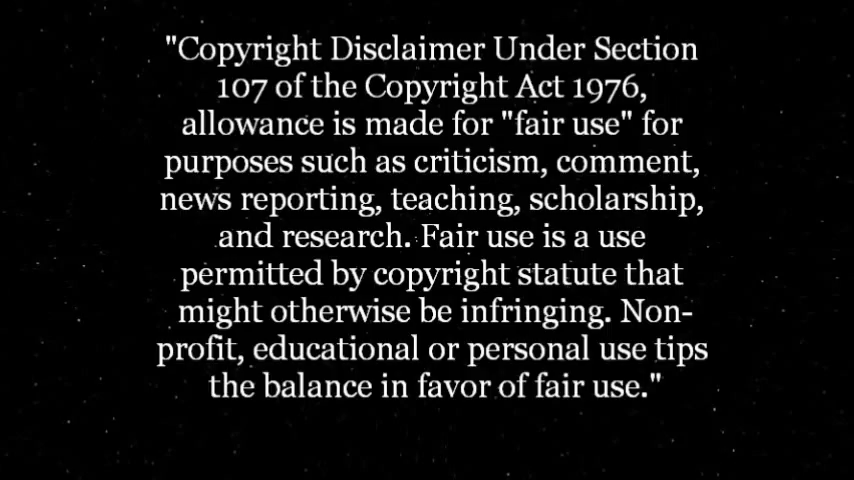 "Copyright Disclaimer Under Section
107 of the Copyright Act 1976,
allowance is made for "fair use" for
purposes such as criticism, comment,
news reporting, teaching, scholarship,
and research. Fair use is a use
permitted by copyright statute that
might otherwise be infringing. Non-
profit, educational or personal use tips
the balance in favor of fair use."